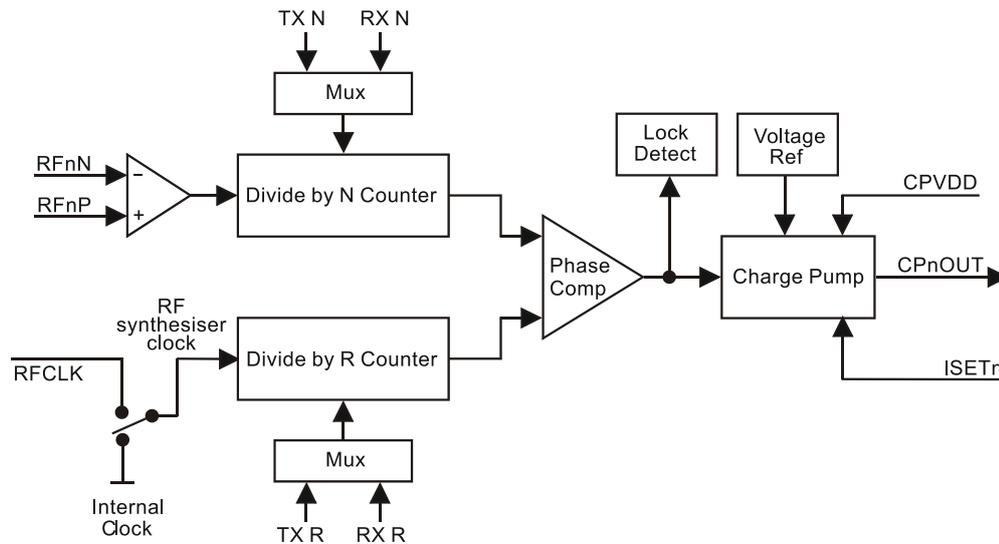 TX N
RX N
Mux
RFnN
RFnP
−
+
Divide by N Counter
Lock
Detect
Voltage
Ref
CPVDD
Phase
Comp
Charge Pump
CPnOUT
ISETn
RF
synthesiser
clock
RFCLK
Divide by R Counter
Mux
Internal
Clock
TX R
RX R